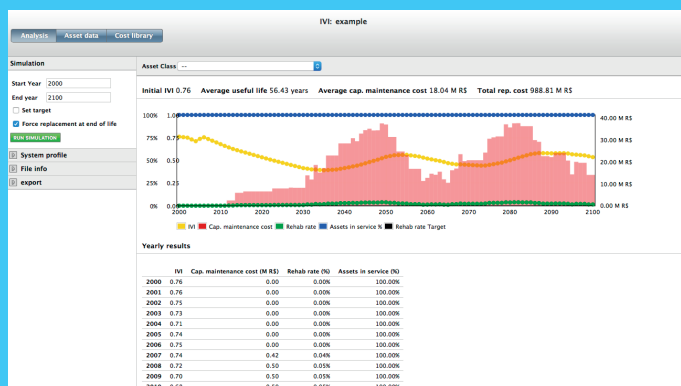 IVI: example
Analysis Asset data Cost library
Simulation
Start Year 2000
End year 2100
Set target
Force replacement at end of life
RUN SIMULATION
System profile
File info
export
Asset Class --
Initial IVI 0.76 Average useful life 56.43 years Average cap. maintenance cost 18.04 M R$ Total rep. cost 988.81 M R$
100% 1.0 40.00 M R$
75% 0.75 30.00 M R$
50% 0.50 20.00 M R$
25% 0.25 10.00 M R$
0% 0.00 0.00 M R$
2000 2010 2020 2030 2040 2050 2060 2070 2080 2090 2100
IVI Cap. maintenance cost Rehab rate Assets in service % Rehab rate Target
Yearly results
IVI Cap. maintenance cost (M R$) Rehab rate (%) Assets in service (%)
2000 0.76 0.00 0.00% 100.00%
2001 0.76 0.00 0.00% 100.00%
2002 0.75 0.00 0.00% 100.00%
2003 0.73 0.00 0.00% 100.00%
2004 0.71 0.00 0.00% 100.00%
2005 0.74 0.00 0.00% 100.00%
2006 0.75 0.00 0.00% 100.00%
2007 0.74 0.42 0.04% 100.00%
2008 0.72 0.50 0.05% 100.00%
2009 0.70 0.50 0.05% 100.00%